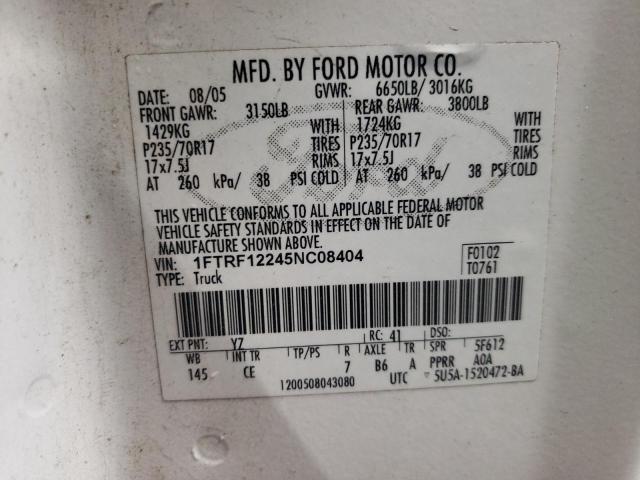 MFD. BY FORD MOTOR CO.
DATE: 08/05 GVWR: 6650LB/ 3016KG
FRONT GAWR: 3150LB REAR GAWR: 3800LB
1429KG WITH 1724KG WITH
P235/70R17 TIRES P235/70R17 TIRES
17x7.5J RIMS 17x7.5J RIMS
AT 260 kPa/ 38 PSI COLD AT 260 kPa/ 38 PSI COLD
Ford
THIS VEHICLE CONFORMS TO ALL APPLICABLE FEDERAL MOTOR
VEHICLE SAFETY STANDARDS IN EFFECT ON THE DATE OF
MANUFACTURE SHOWN ABOVE.
VIN: 1FTRF12245NC08404 F0102
TYPE: Truck T0761
EXT PNT: YZ RC: 41 DSO:
WB INT TR TP/PS R AXLE TR SPR 5F612
145 CE 7 B6 A PPRR AOA
1200508043080 UTC 5U5A-1520472-BA